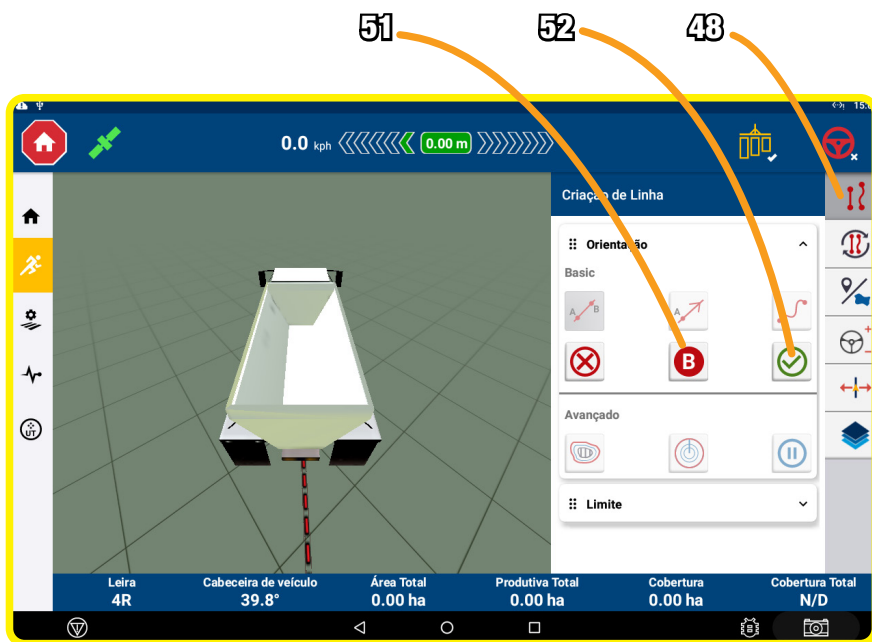 51 52 48
15:
0.0 kph 0.00 m
Criação de Linha
Orientação
Basic
A B A
B
Avançado
Limite
UT
Leira Cabeceira de veículo Área Total Produtiva Total Cobertura Cobertura Total
4R 39.8° 0.00 ha 0.00 ha 0.00 ha N/D